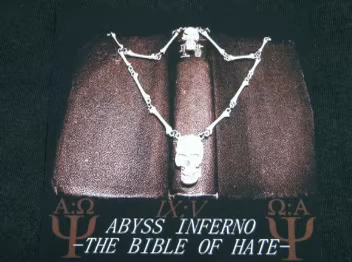 IX:V
Α:Ω Ω:Α
Ψ ABYSS INFERNO Ψ
-THE BIBLE OF HATE-